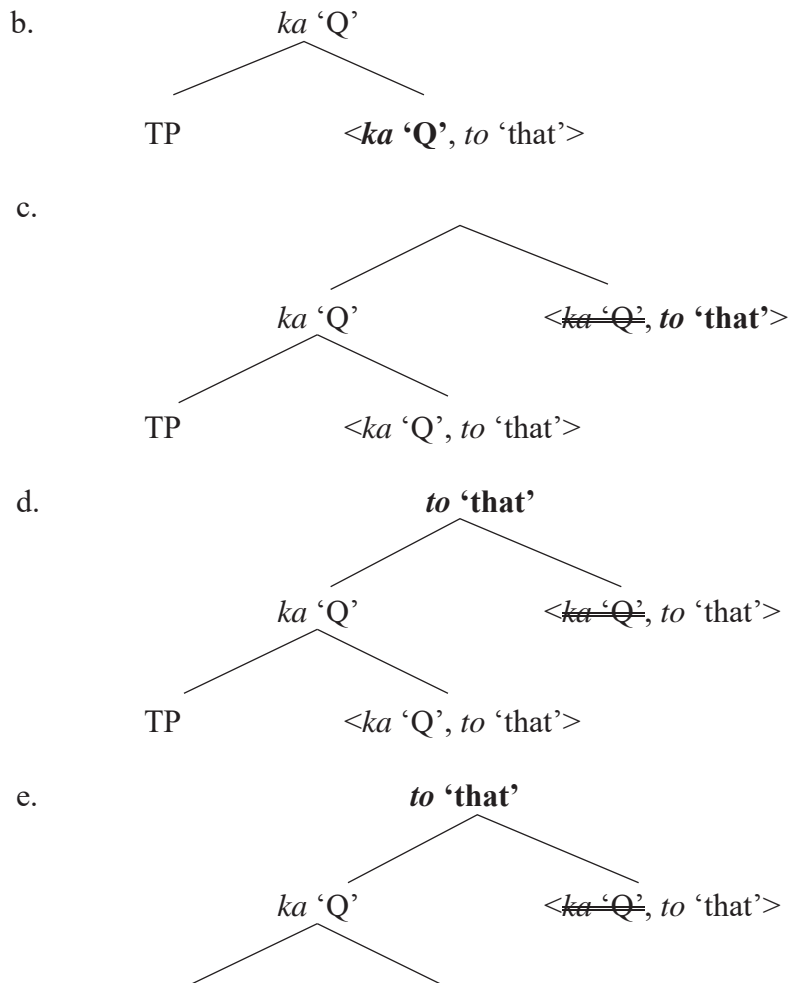 b. ka ‘Q’
TP <ka ‘Q’, to ‘that’>
c.
ka ‘Q’ <ka ‘Q’, to ‘that’>
TP <ka ‘Q’, to ‘that’>
d. to ‘that’
ka ‘Q’ <ka ‘Q’, to ‘that’>
TP <ka ‘Q’, to ‘that’>
e. to ‘that’
ka ‘Q’ <ka ‘Q’, to ‘that’>